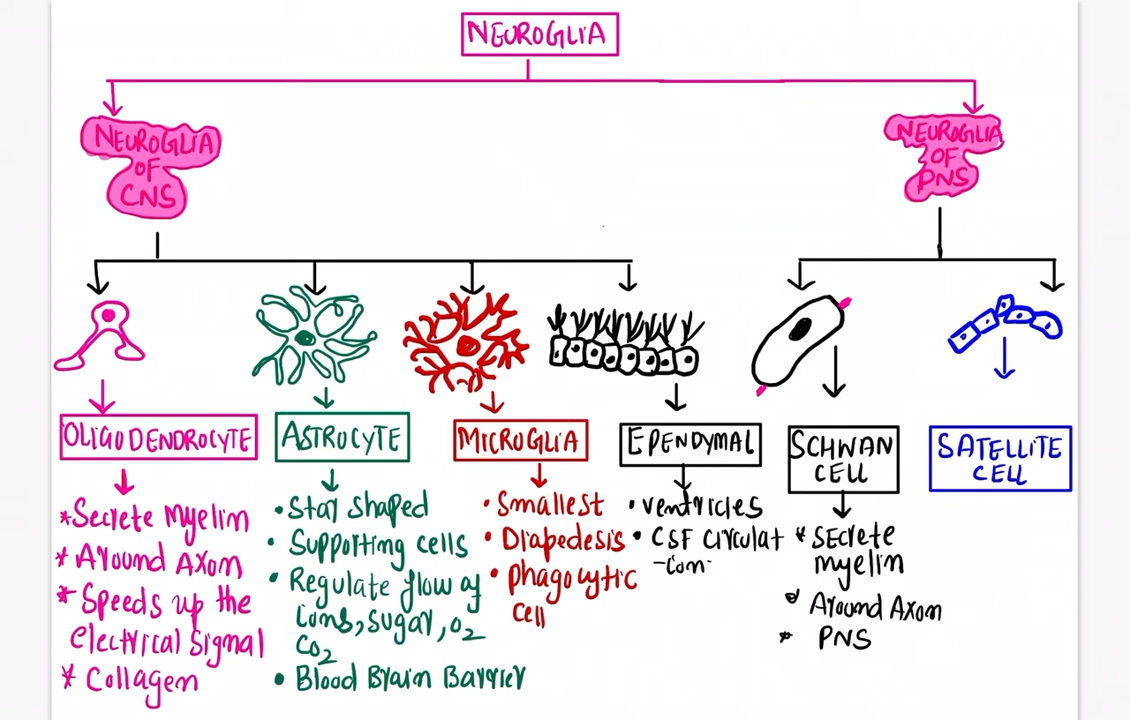 NEUROGLIA
NEUROGLIA
OF
CNS
NEUROGLIA
OF
PNS
OLIGODENDROCYTE
* Secrete Myelin
* Around Axon
* Speeds up the
Electrical Signal
* Collagen
ASTROCYTE
• Star shaped
• Supporting cells
• Regulate flow of
ions, sugar, O2
CO2
• Blood Brain Barrier
MICROGLIA
• Smallest
• Diapedesis
• Phagocytic
cell
EPENDYMAL
• ventricles
• CSF circulat
-ion
SCHWAN
CELL
* SEcrete
myelin
* Around Axon
* PNS
SATELLITE
CELL